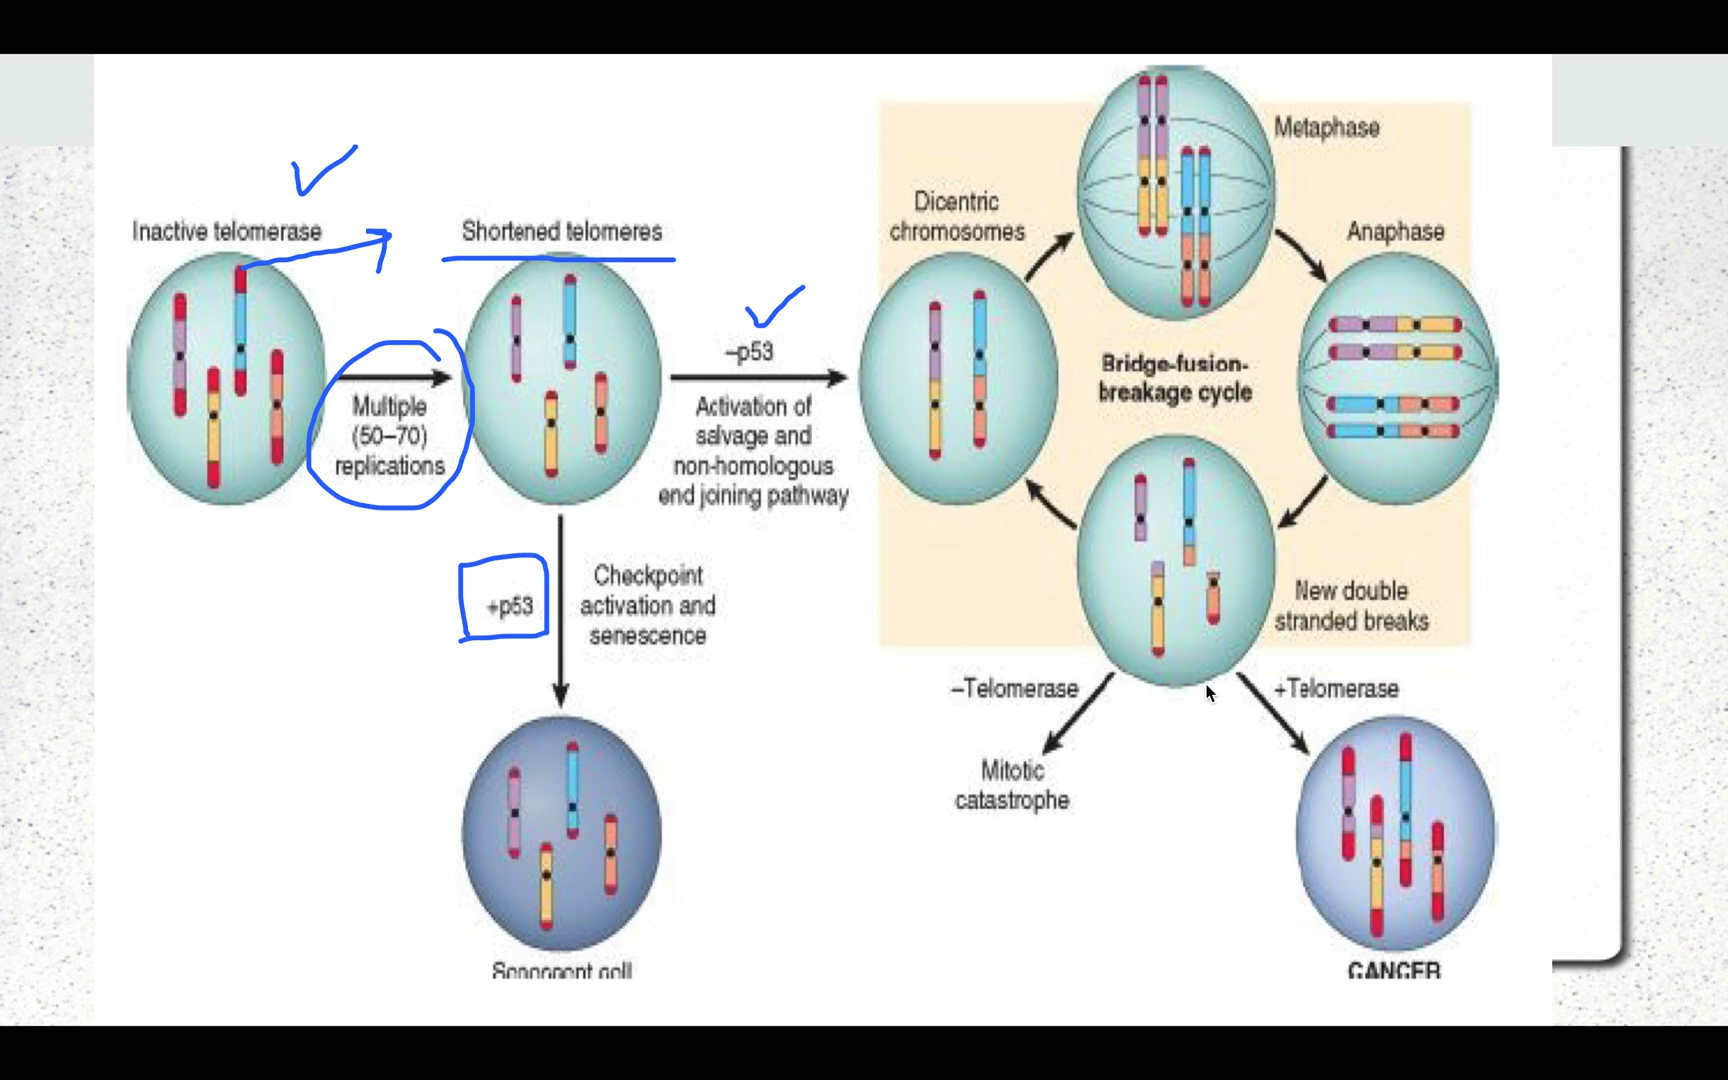 Metaphase
Dicentric
chromosomes
Inactive telomerase
Shortened telomeres
Anaphase
–p53
Bridge-fusion-
breakage cycle
Multiple
(50–70)
replications
Activation of
salvage and
non-homologous
end joining pathway
+p53
Checkpoint
activation and
senescence
New double
stranded breaks
–Telomerase
+Telomerase
Mitotic
catastrophe
Senescent cell
CANCER